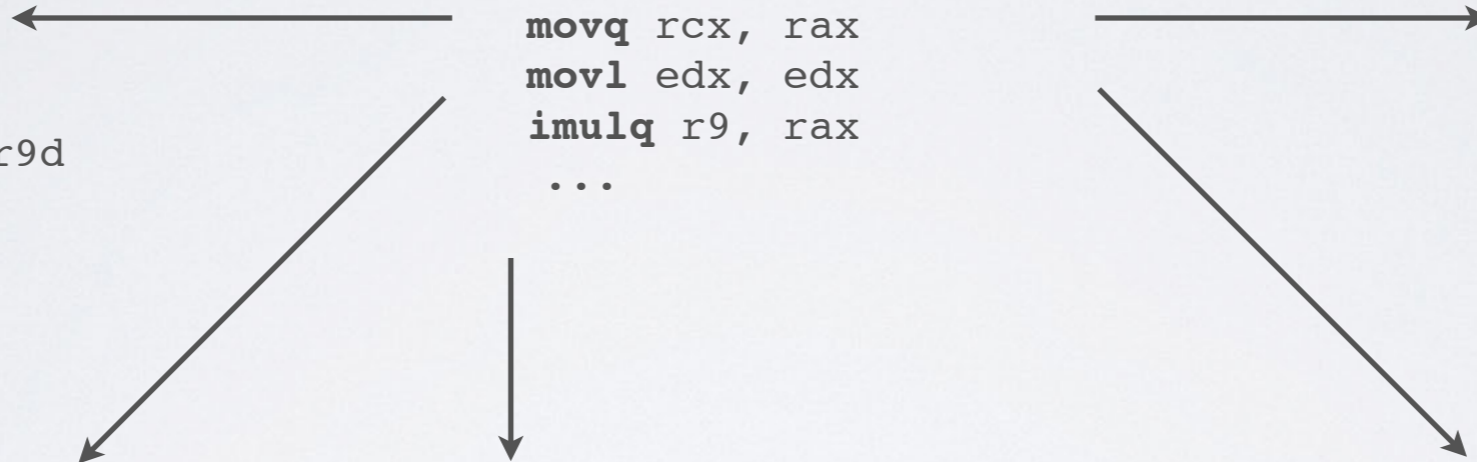 movq rcx, rax
movl edx, edx
imulq r9, rax
r9d
...